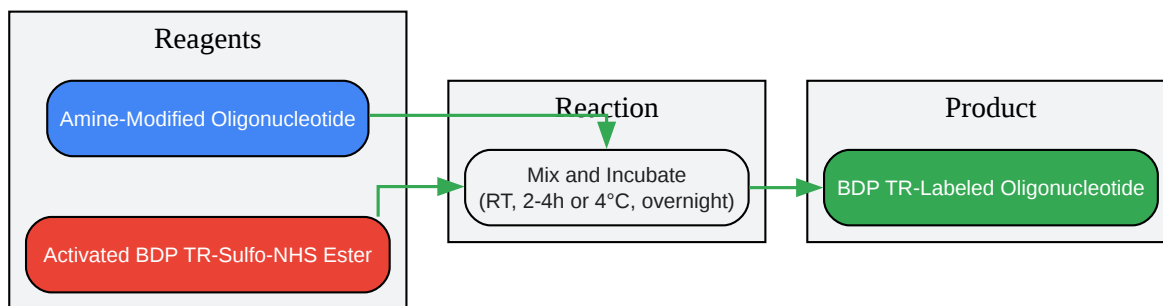 Reagents
Amine-Modified Oligonucleotide
Activated BDP TR-Sulfo-NHS Ester
Reaction
Mix and Incubate
(RT, 2-4h or 4°C, overnight)
Product
BDP TR-Labeled Oligonucleotide